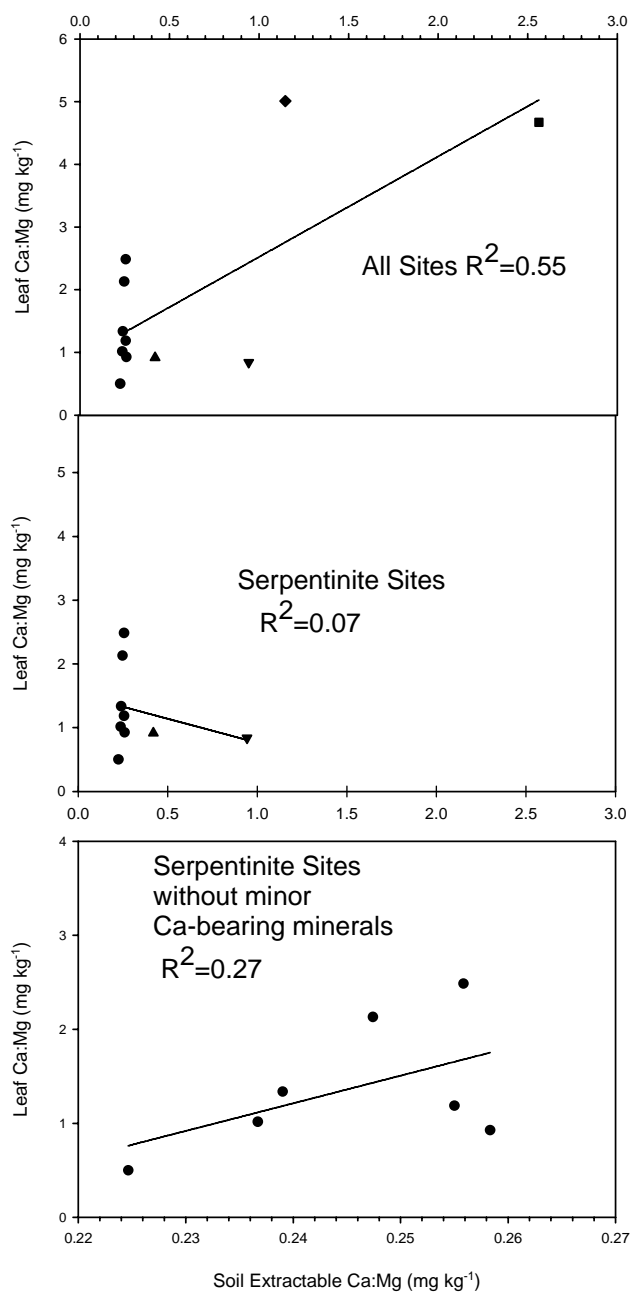 0.0 0.5 1.0 1.5 2.0 2.5 3.0
6
5
4
3
2
1
0
Leaf Ca:Mg (mg kg-1)
All Sites R2=0.55
5
4
3
2
1
0
Leaf Ca:Mg (mg kg-1)
Serpentinite Sites
R2=0.07
0.0 0.5 1.0 1.5 2.0 2.5 3.0
4
3
2
1
0
Leaf Ca:Mg (mg kg-1)
Serpentinite Sites
without minor
Ca-bearing minerals
R2=0.27
0.22 0.23 0.24 0.25 0.26 0.27
Soil Extractable Ca:Mg (mg kg-1)